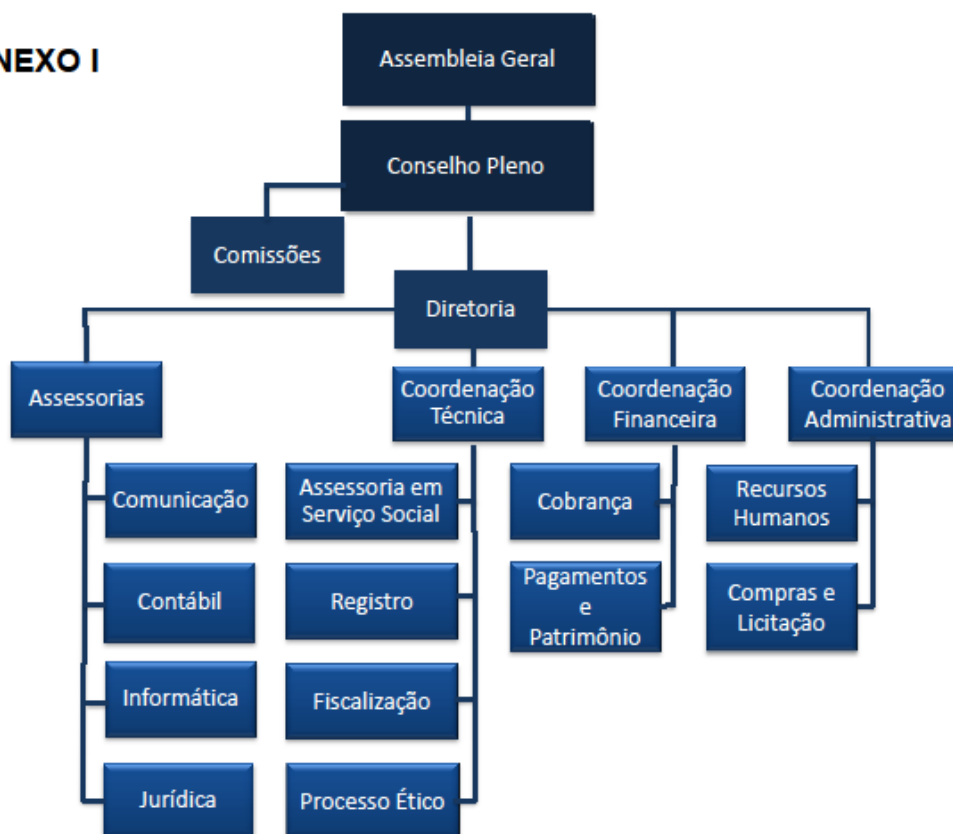 NEXO I
Assembleia Geral
Conselho Pleno
Comissões
Diretoria
Assessorias
Coordenação
Técnica
Coordenação
Financeira
Coordenação
Administrativa
Comunicação
Contábil
Informática
Jurídica
Assessoria em
Serviço Social
Registro
Fiscalização
Processo Ético
Cobrança
Pagamentos
e
Patrimônio
Recursos
Humanos
Compras e
Licitação